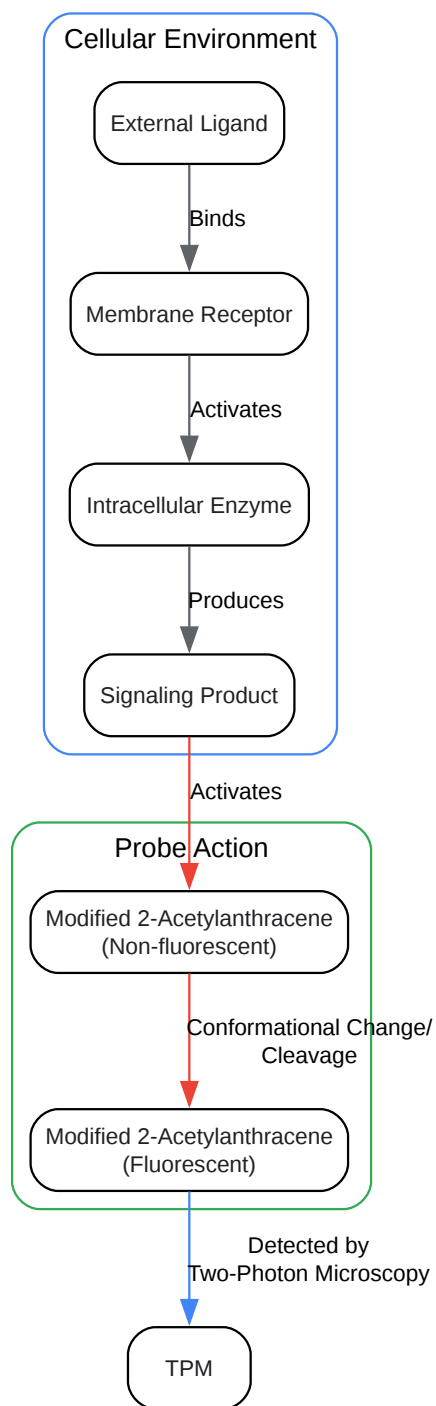 Cellular Environment
External Ligand
Binds
Membrane Receptor
Activates
Intracellular Enzyme
Produces
Signaling Product
Activates
Probe Action
Modified 2-Acetylanthracene
(Non-fluorescent)
Conformational Change/
Cleavage
Modified 2-Acetylanthracene
(Fluorescent)
Detected by
Two-Photon Microscopy
TPM